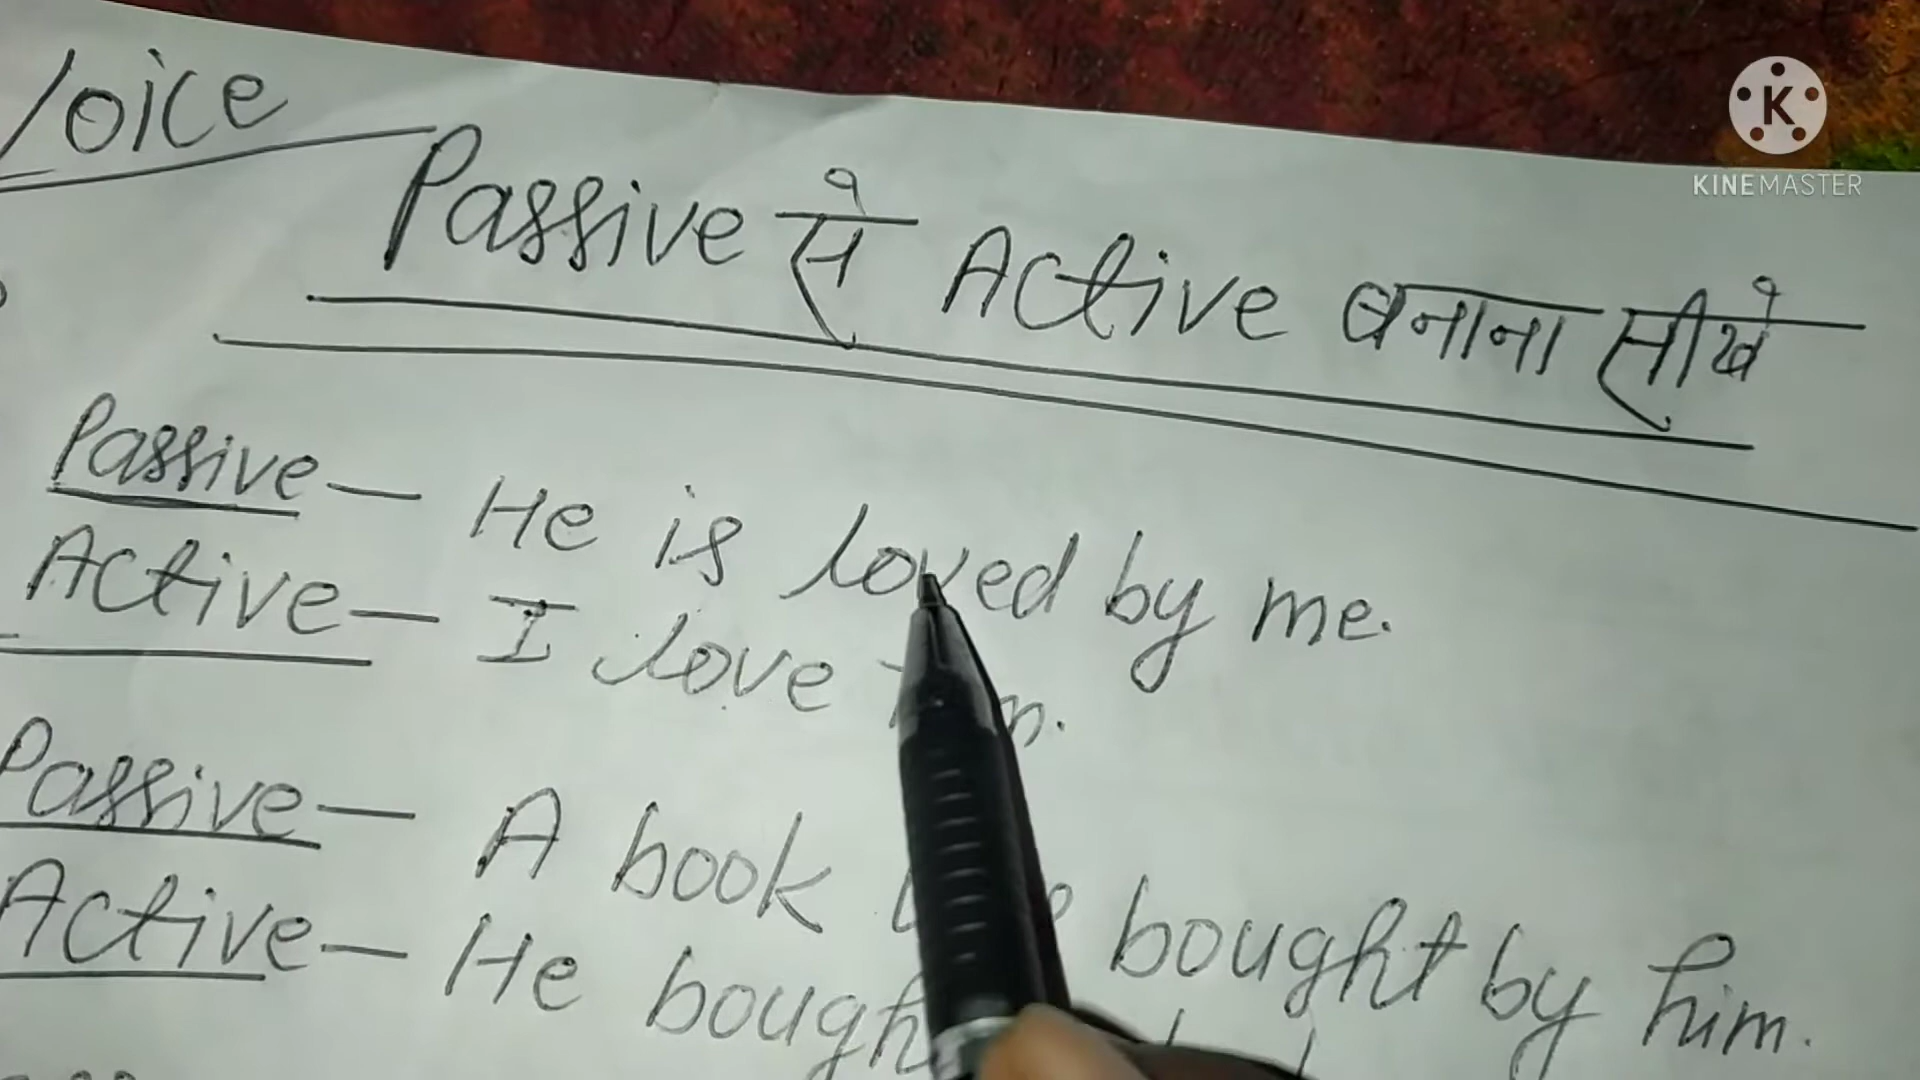 Voice
Passive से Active बनाना सीखे
Passive — He is loved by me.
Active — I love
Passive — A book bought by him.
Active — He
KINEMASTER